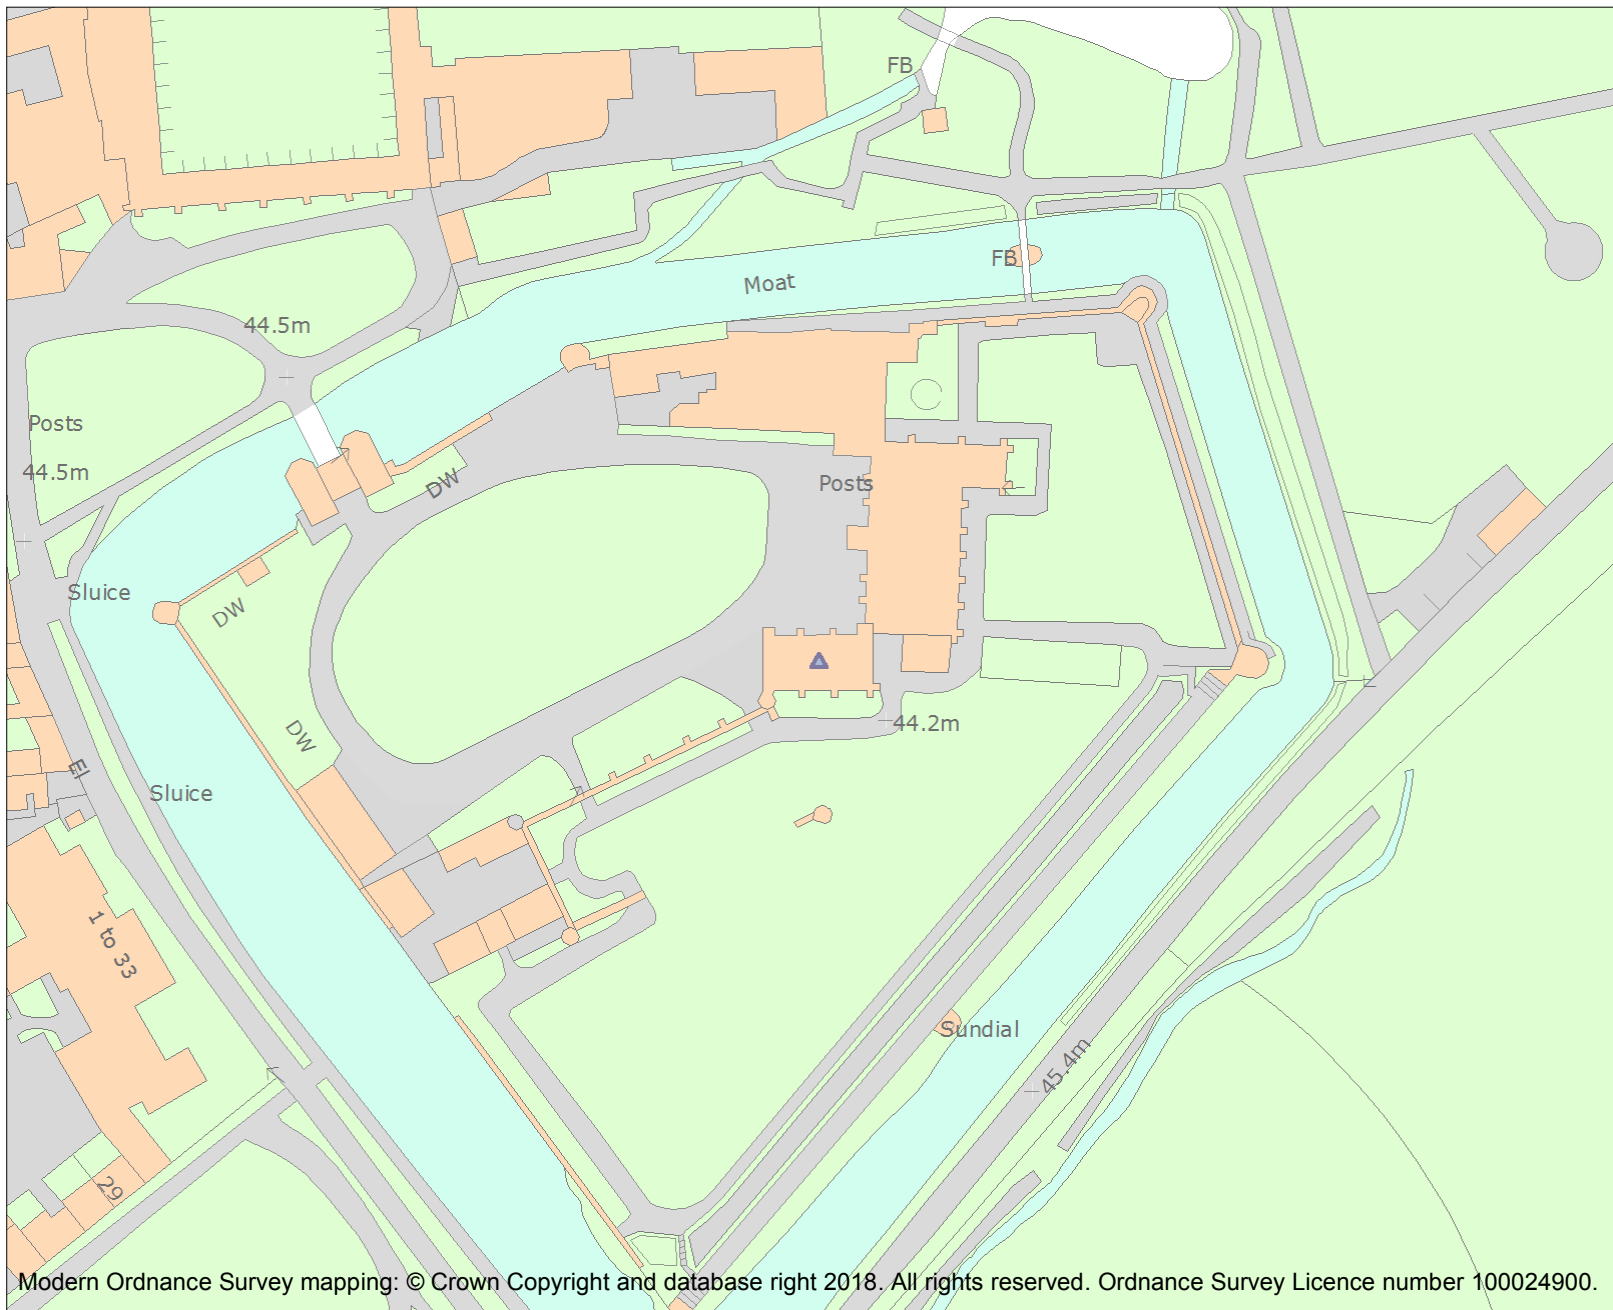 FB
FB
Moat
44.5m
Posts
44.5m
DW
Posts
Sluice
DW
44.2m
DW
El
Sluice
1 to 33
Sundial
45.4m
29
Modern Ordnance Survey mapping: © Crown Copyright and database right 2018. All rights reserved. Ordnance Survey Licence number 100024900.